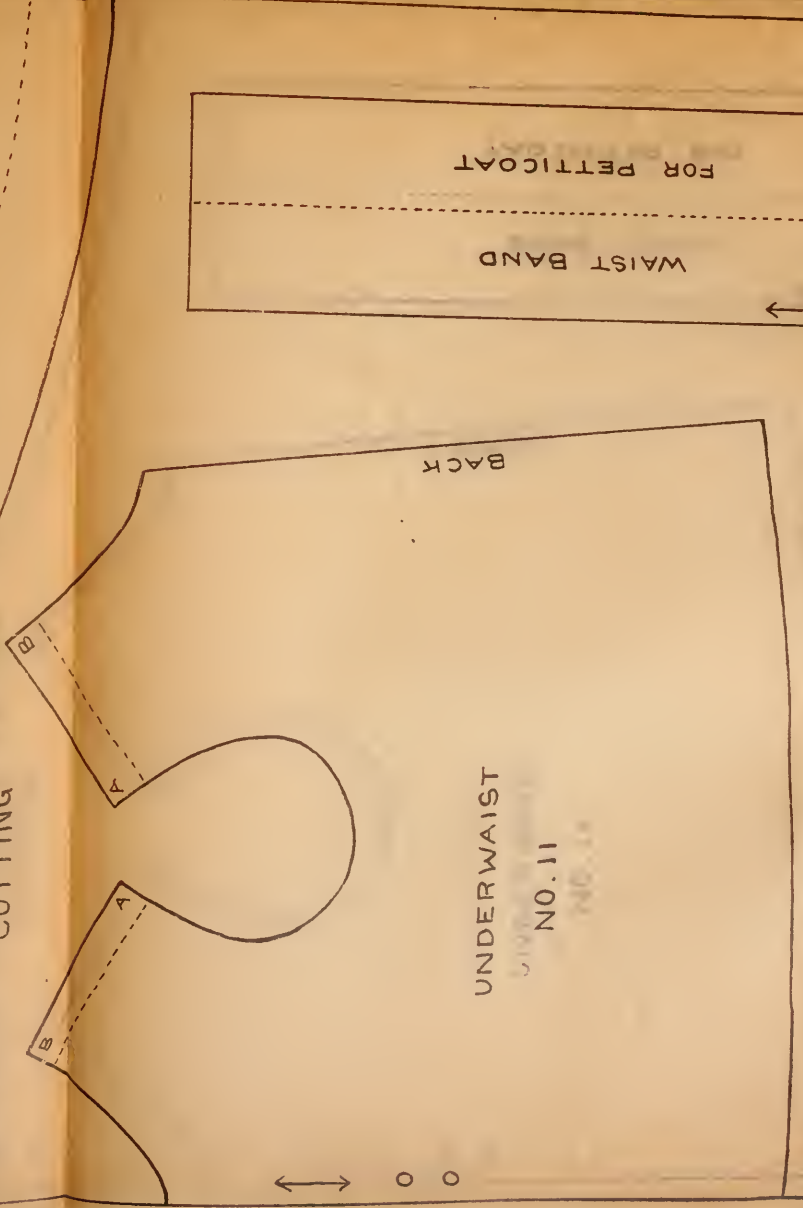 WAIST BAND
FOR PETTICOAT
BACK
B
A
A
B
UNDERWAIST
NO. 11
CUTTING